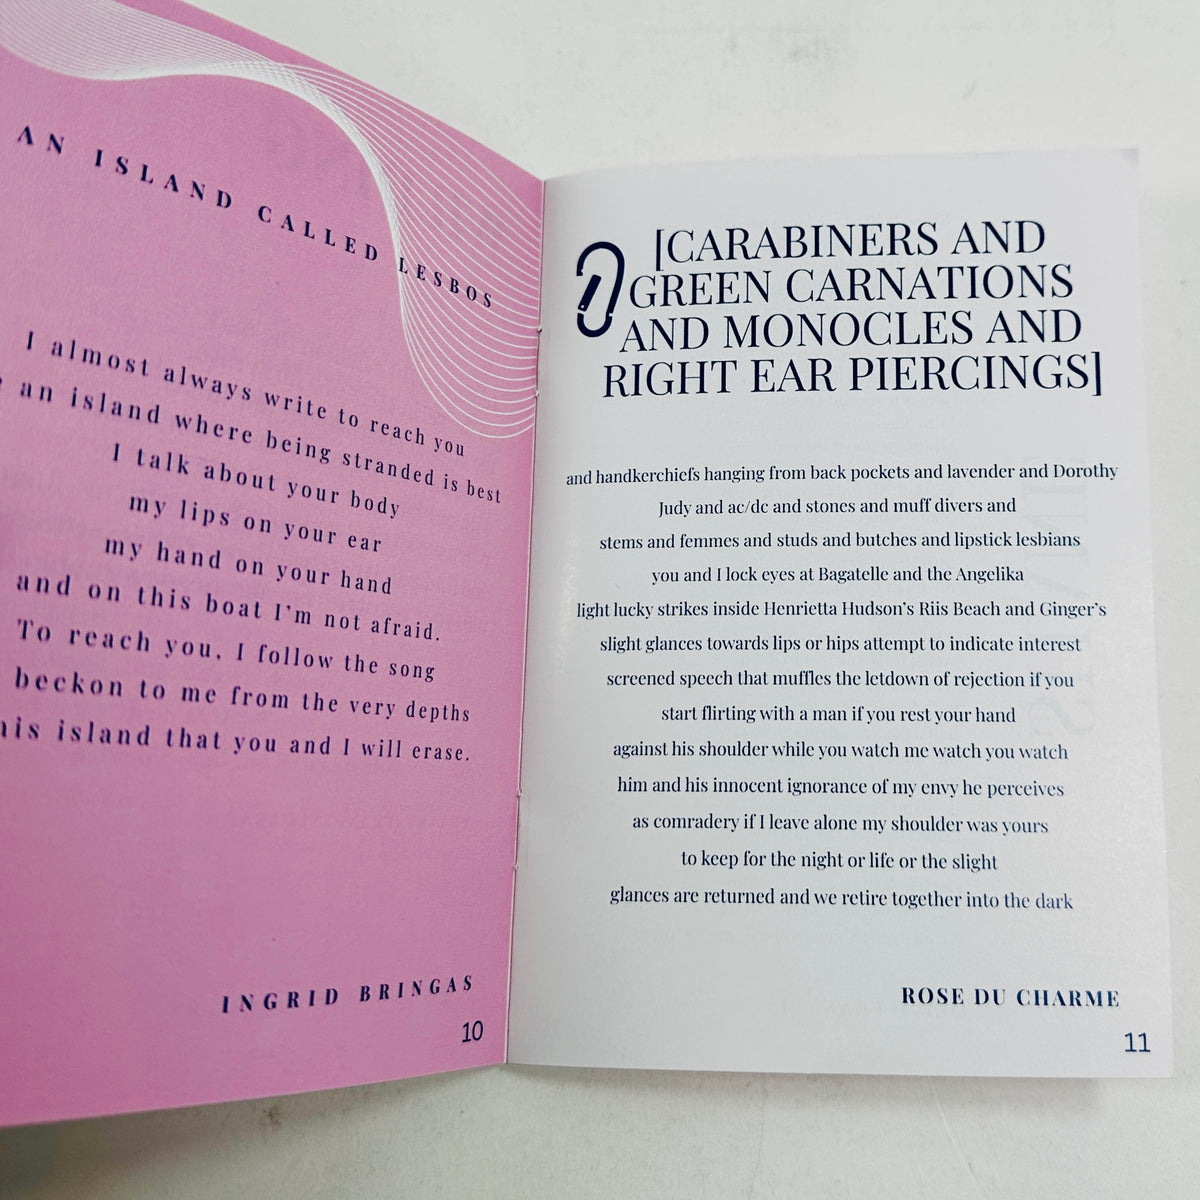 AN ISLAND CALLED LESBOS
I almost always write to reach you
an island where being stranded is best
I talk about your body
my lips on your ear
my hand on your hand
and on this boat I'm not afraid.
To reach you, I follow the song
beckon to me from the very depths
island that you and I will erase.
INGRID BRINGAS
10
[CARABINERS AND
GREEN CARNATIONS
AND MONOCLES AND
RIGHT EAR PIERCINGS]
and handkerchiefs hanging from back pockets and lavender and Dorothy
Judy and ac/dc and stones and muff divers and
stems and femmes and studs and butches and lipstick lesbians
you and I lock eyes at Bagatelle and the Angelika
light lucky strikes inside Henrietta Hudson's Riis Beach and Ginger's
slight glances towards lips or hips attempt to indicate interest
screened speech that muffles the letdown of rejection if you
start flirting with a man if you rest your hand
against his shoulder while you watch me watch you watch
him and his innocent ignorance of my envy he perceives
as comradery if I leave alone my shoulder was yours
to keep for the night or life or the slight
glances are returned and we retire together into the dark
ROSE DU CHARME
11